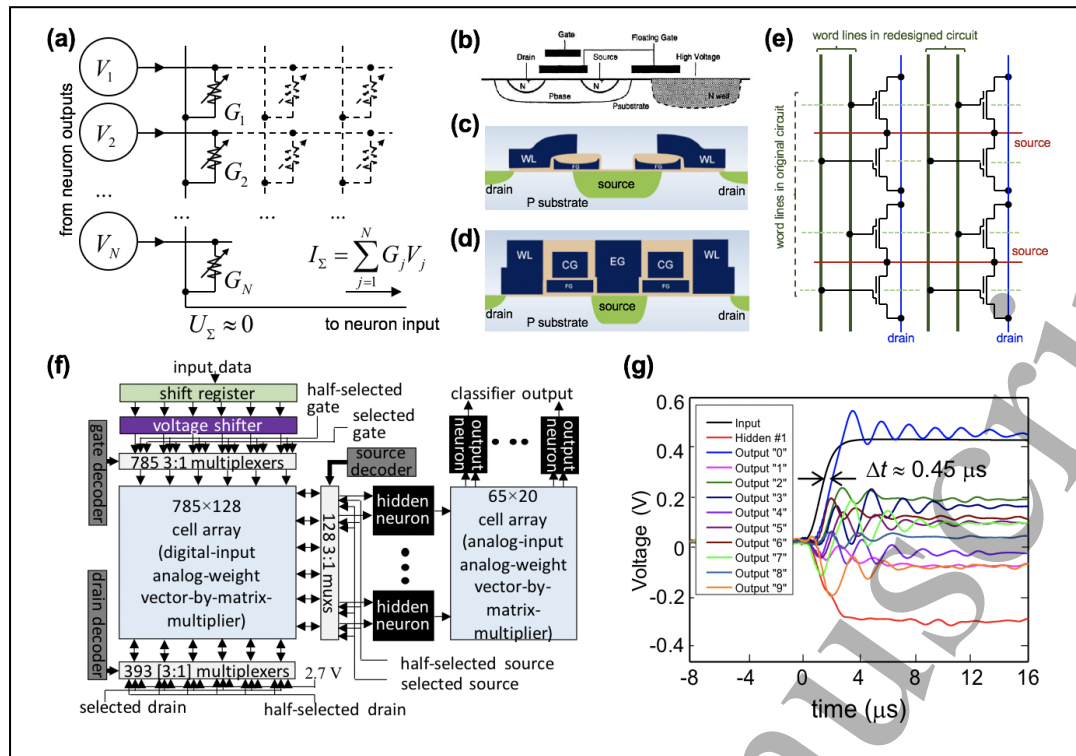 (a)
from neuron outputs
V1
V2
...
VN
G1
G2
... ... ...
GN
I_Σ = \sum_{j=1}^{N} G_j V_j
U_Σ ≈ 0
to neuron input
(b)
Gate
Floating Gate
Drain
Source
High Voltage
N
N
Pbase
Psubstrate
N well
(c)
WL
FG
FG
WL
drain
source
drain
P substrate
(d)
WL
CG
EG
CG
WL
FG
FG
drain
source
drain
P substrate
(e)
word lines in redesigned circuit
word lines in original circuit
source
source
drain
drain
(f)
input data
shift register
voltage shifter
half-selected
gate
selected
gate
gate decoder
785 3:1 multiplexers
source
decoder
785×128
cell array
(digital-input
analog-weight
vector-by-matrix-
multiplier)
128 3:1 muxs
hidden
neuron
hidden
neuron
classifier output
output
neuron
output
neuron
65×20
cell array
(analog-input
analog-weight
vector-by-matrix-
multiplier)
drain decoder
393 [3:1] multiplexers
2.7 V
half-selected source
selected source
selected drain
half-selected drain
(g)
Voltage (V)
0.6
0.4
0.2
0
-0.2
-0.4
Input
Hidden #1
Output "0"
Output "1"
Output "2"
Output "3"
Output "4"
Output "5"
Output "6"
Output "7"
Output "8"
Output "9"
Δt ≈ 0.45 μs
-8 -4 0 4 8 12 16
time (μs)